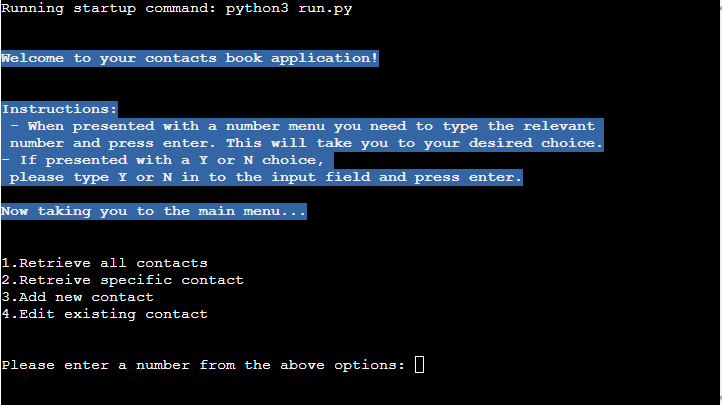 Running startup command: python3 run.py
Welcome to your contacts book application!
Instructions:
- When presented with a number menu you need to type the relevant
number and press enter. This will take you to your desired choice.
- If presented with a Y or N choice,
please type Y or N in to the input field and press enter.
Now taking you to the main menu...
1.Retrieve all contacts
2.Retreive specific contact
3.Add new contact
4.Edit existing contact
Please enter a number from the above options: